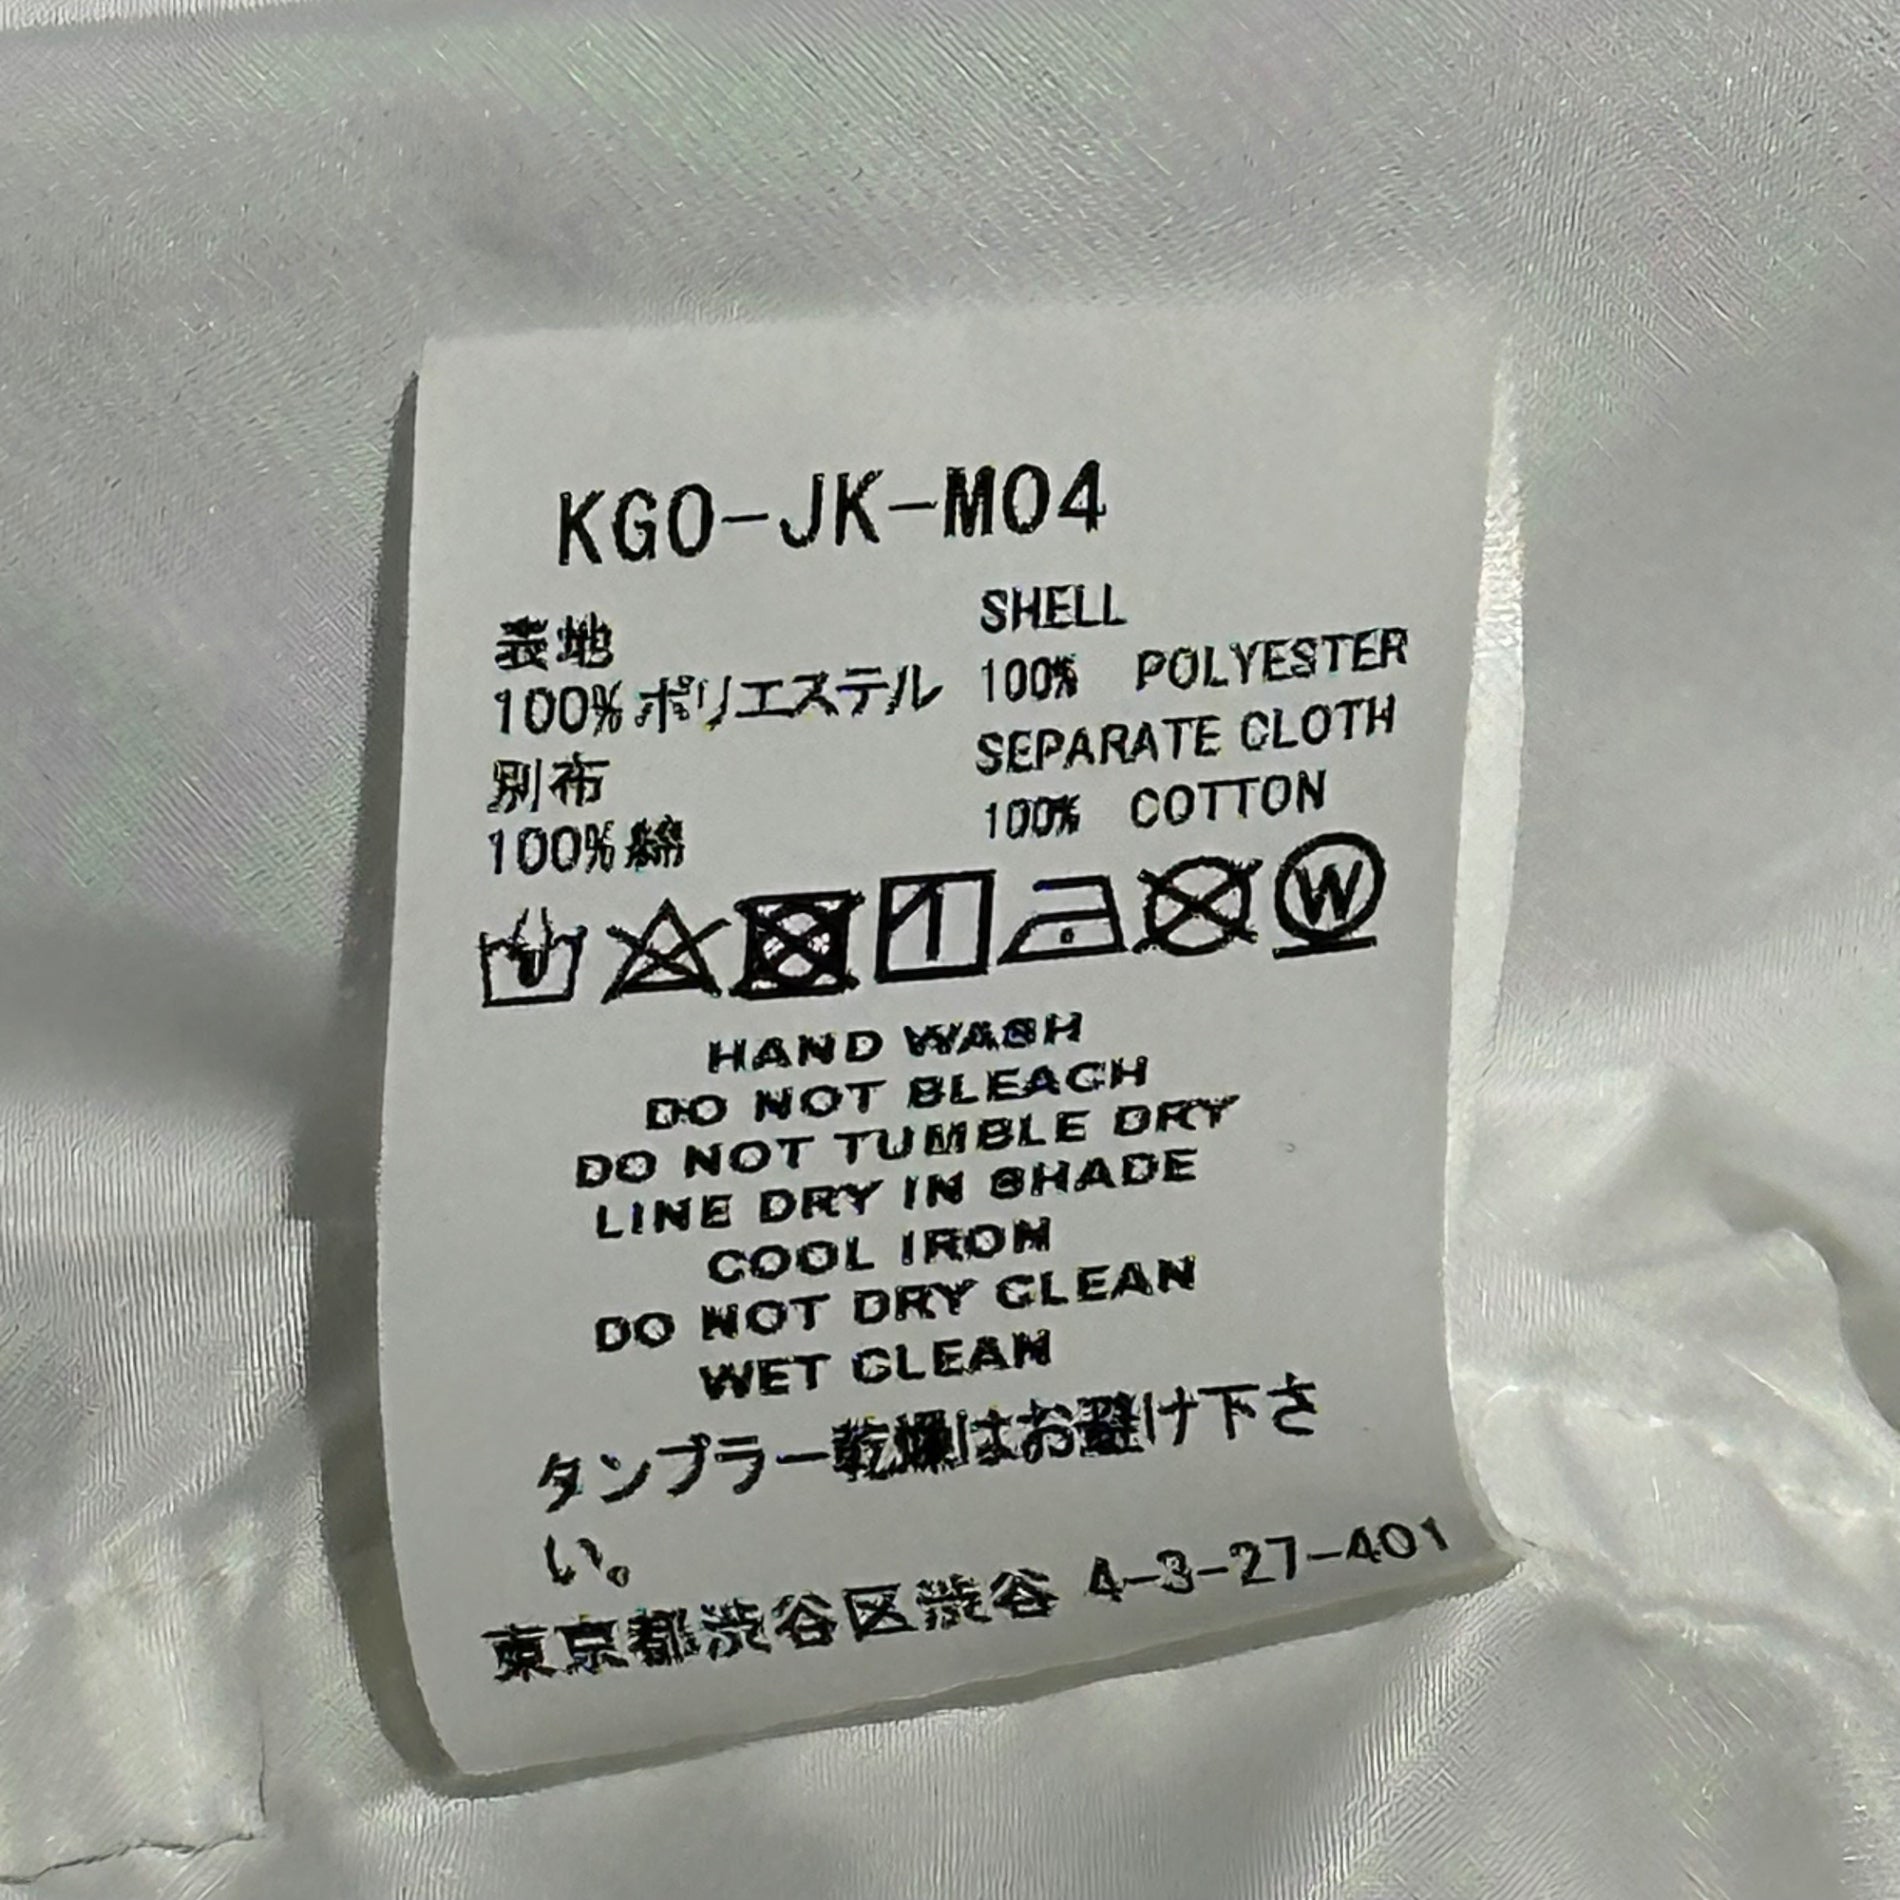 KGO-JK-M04
表地
100%ポリエステル
別布
100%綿
SHELL
100% POLYESTER
SEPARATE CLOTH
100% COTTON
W
HAND WASH
DO NOT BLEACH
DO NOT TUMBLE DRY
LINE DRY IN SHADE
COOL IRON
DO NOT DRY CLEAN
WET CLEAN
タンブラー乾燥はお避け下さ
い。
東京都渋谷区渋谷 4-3-27-401